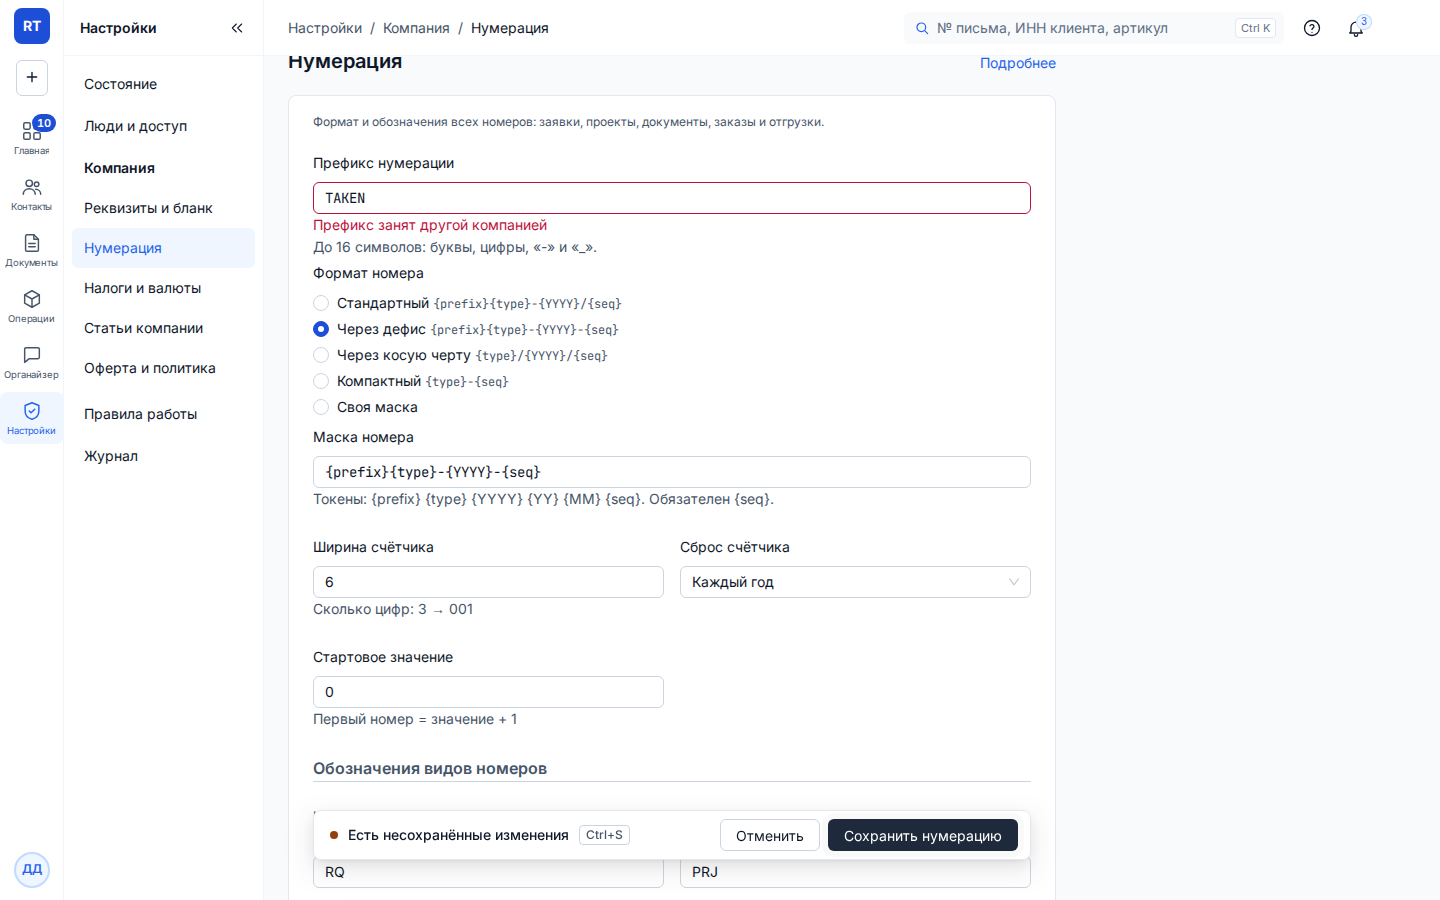 RT
Настройки
Настройки / Компания / Нумерация
№ письма, ИНН клиента, артикул
Ctrl K
3
+
10
Главная
Контакты
Документы
Операции
Органайзер
Настройки
ДД
Состояние
Люди и доступ
Компания
Реквизиты и бланк
Нумерация
Налоги и валюты
Статьи компании
Оферта и политика
Правила работы
Журнал
Нумерация
Подробнее
Формат и обозначения всех номеров: заявки, проекты, документы, заказы и отгрузки.
Префикс нумерации
TAKEN
Префикс занят другой компанией
До 16 символов: буквы, цифры, «-» и «_».
Формат номера
Стандартный {prefix}{type}-{YYYY}/{seq}
Через дефис {prefix}{type}-{YYYY}-{seq}
Через косую черту {type}/{YYYY}/{seq}
Компактный {type}-{seq}
Своя маска
Маска номера
{prefix}{type}-{YYYY}-{seq}
Токены: {prefix} {type} {YYYY} {YY} {MM} {seq}. Обязателен {seq}.
Ширина счётчика
Сброс счётчика
6
Каждый год
Сколько цифр: 3 → 001
Стартовое значение
0
Первый номер = значение + 1
Обозначения видов номеров
Есть несохранённые изменения
Ctrl+S
Отменить
Сохранить нумерацию
RQ
PRJ